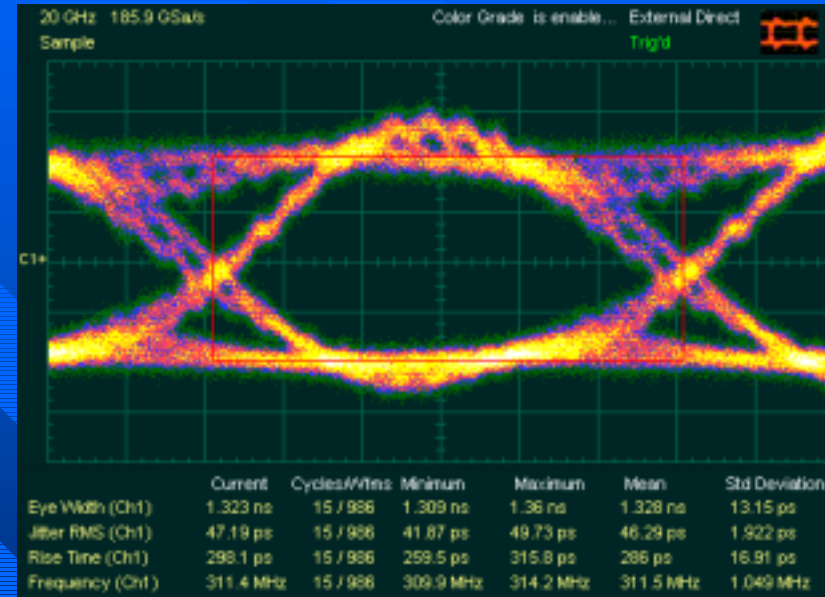 20 GHz 185.9 GSa/s Color Grade is enable... External Direct
Sample Trig'd
C1+
Current Cycles/Wfms Minimum Maximum Mean Std Deviation
Eye Width (Ch1) 1.323 ns 15 / 986 1.309 ns 1.36 ns 1.328 ns 13.15 ps
Jitter RMS (Ch1) 47.19 ps 15 / 986 41.87 ps 49.73 ps 46.29 ps 1.922 ps
Rise Time (Ch1) 298.1 ps 15 / 986 259.5 ps 315.8 ps 286 ps 16.91 ps
Frequency (Ch1) 311.4 MHz 15 / 986 309.9 MHz 314.2 MHz 311.5 MHz 1.049 MHz